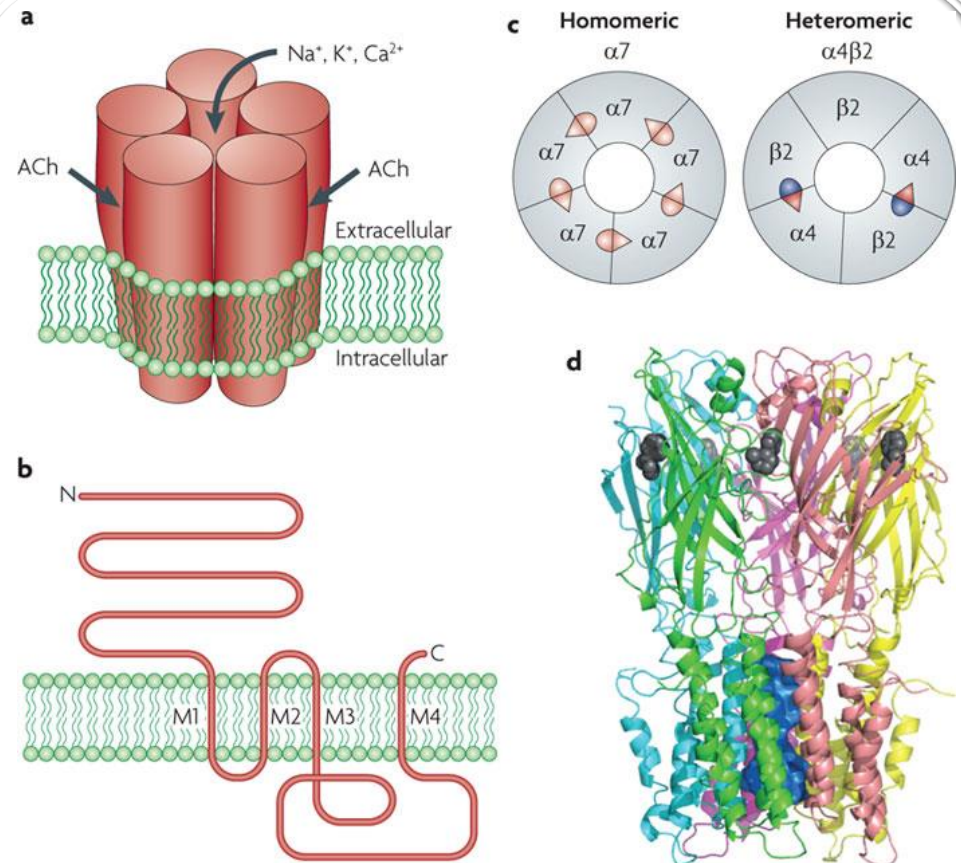 a
Na⁺, K⁺, Ca²⁺
ACh
ACh
Extracellular
Intracellular
b
N
C
M1
M2
M3
M4
c
Homomeric
α7
α7
α7
α7
α7
α7
Heteromeric
α4β2
β2
β2
α4
α4
β2
d